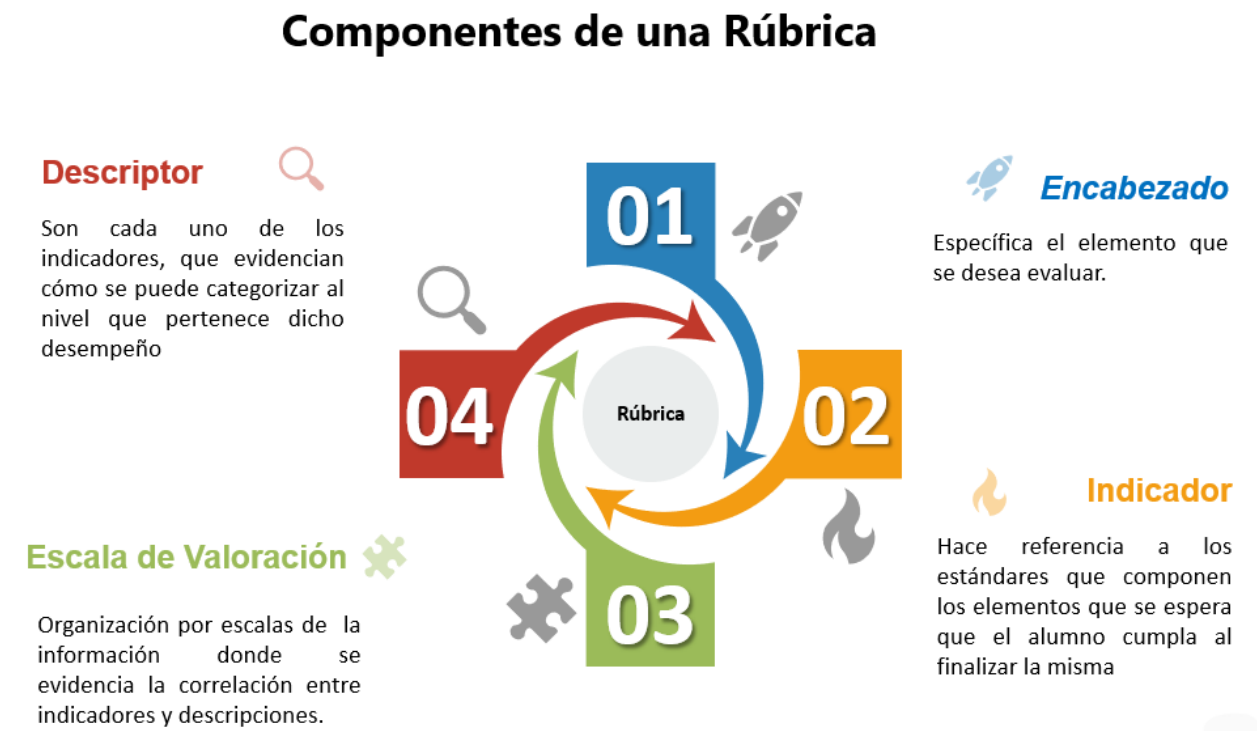 Componentes de una Rúbrica
Descriptor
Son cada uno de los
indicadores, que evidencian
cómo se puede categorizar al
nivel que pertenece dicho
desempeño
01
Encabezado
Específica el elemento que
se desea evaluar.
04
Rúbrica
02
Escala de Valoración
Organización por escalas de la
información donde se
evidencia la correlación entre
indicadores y descripciones.
03
Indicador
Hace referencia a los
estándares que componen
los elementos que se espera
que el alumno cumpla al
finalizar la misma